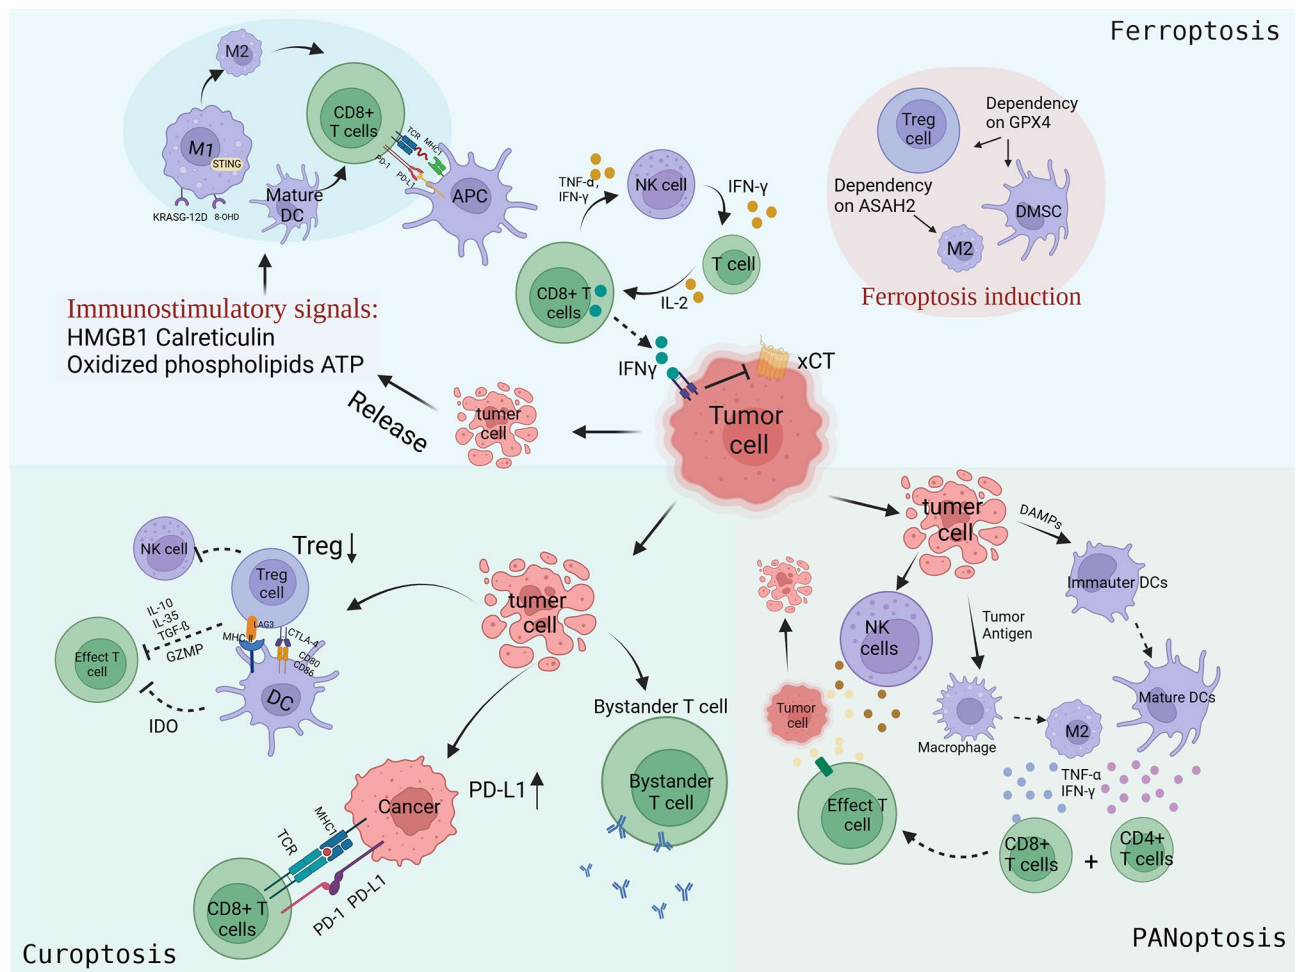 Ferroptosis
M2
CD8+
T cells
M1
STING
KRASG-12D
8-OHD
Mature
DC
TCR
MHC1
PD-1
PD-L1
APC
TNF-α,
IFN-γ
NK cell
IFN-γ
T cell
IL-2
CD8+ T
cells
IFNγ
xCT
Tumor
cell
Treg
cell
Dependency
on GPX4
Dependency
on ASAH2
DMSC
M2
Ferroptosis induction
Immunostimulatory signals:
HMGB1 Calreticulin
Oxidized phospholipids ATP
Release
tumer
cell
NK cell
Treg↓
Treg
cell
IL-10
IL-35
TGF-ß
GZMP
LAG3
MHC II
CTLA-4
CD80
CD86
Effect T
cell
DC
IDO
tumer
cell
Bystander T cell
Bystander
T cell
PD-L1↑
Cancer
MHC1
TCR
PD-1 PD-L1
CD8+ T
cells
Curoptosis
tumer
cell
DAMPs
Immauter DCs
NK
cells
Tumor
Antigen
Mature DCs
Tumor
cell
Macrophage
M2
TNF-α
IFN-γ
Effect T
cell
CD8+
T cells
+
CD4+
T cells
PANoptosis